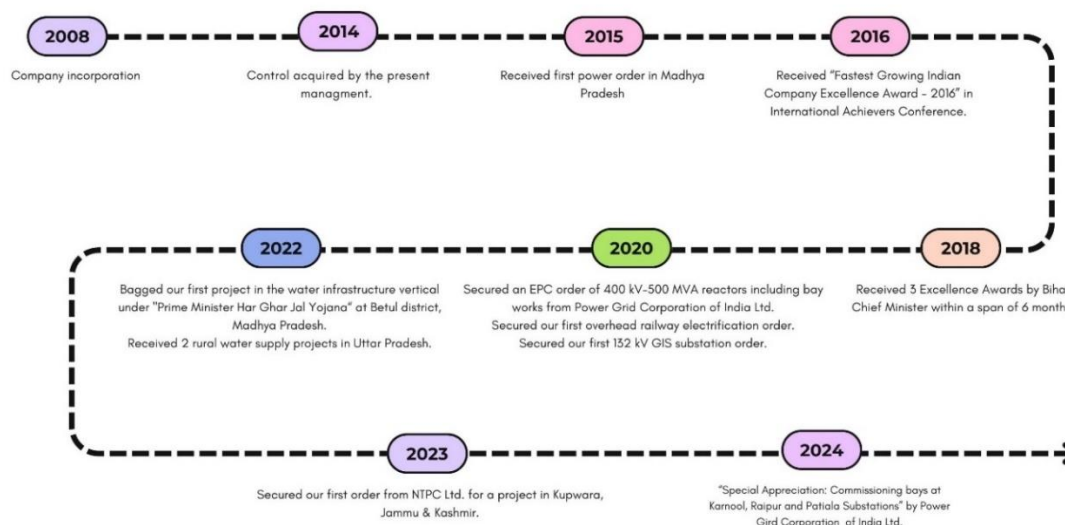 2008
Company incorporation
2014
Control acquired by the present
managment.
2015
Received first power order in Madhya
Pradesh
2016
Received "Fastest Growing Indian
Company Excellence Award - 2016" in
International Achievers Conference.
2018
Received 3 Excellence Awards by Biha
Chief Minister within a span of 6 month
2020
Secured an EPC order of 400 kV-500 MVA reactors including bay
works from Power Grid Corporation of India Ltd.
Secured our first overhead railway electrification order.
Secured our first 132 kV GIS substation order.
2022
Bagged our first project in the water infrastructure vertical
under "Prime Minister Har Ghar Jal Yojana" at Betul district,
Madhya Pradesh.
Received 2 rural water supply projects in Uttar Pradesh.
2023
Secured our first order from NTPC Ltd. for a project in Kupwara,
Jammu & Kashmir.
2024
"Special Appreciation: Commissioning bays at
Karnool, Raipur and Patiala Substations" by Power
Gird Corporation of India Ltd.